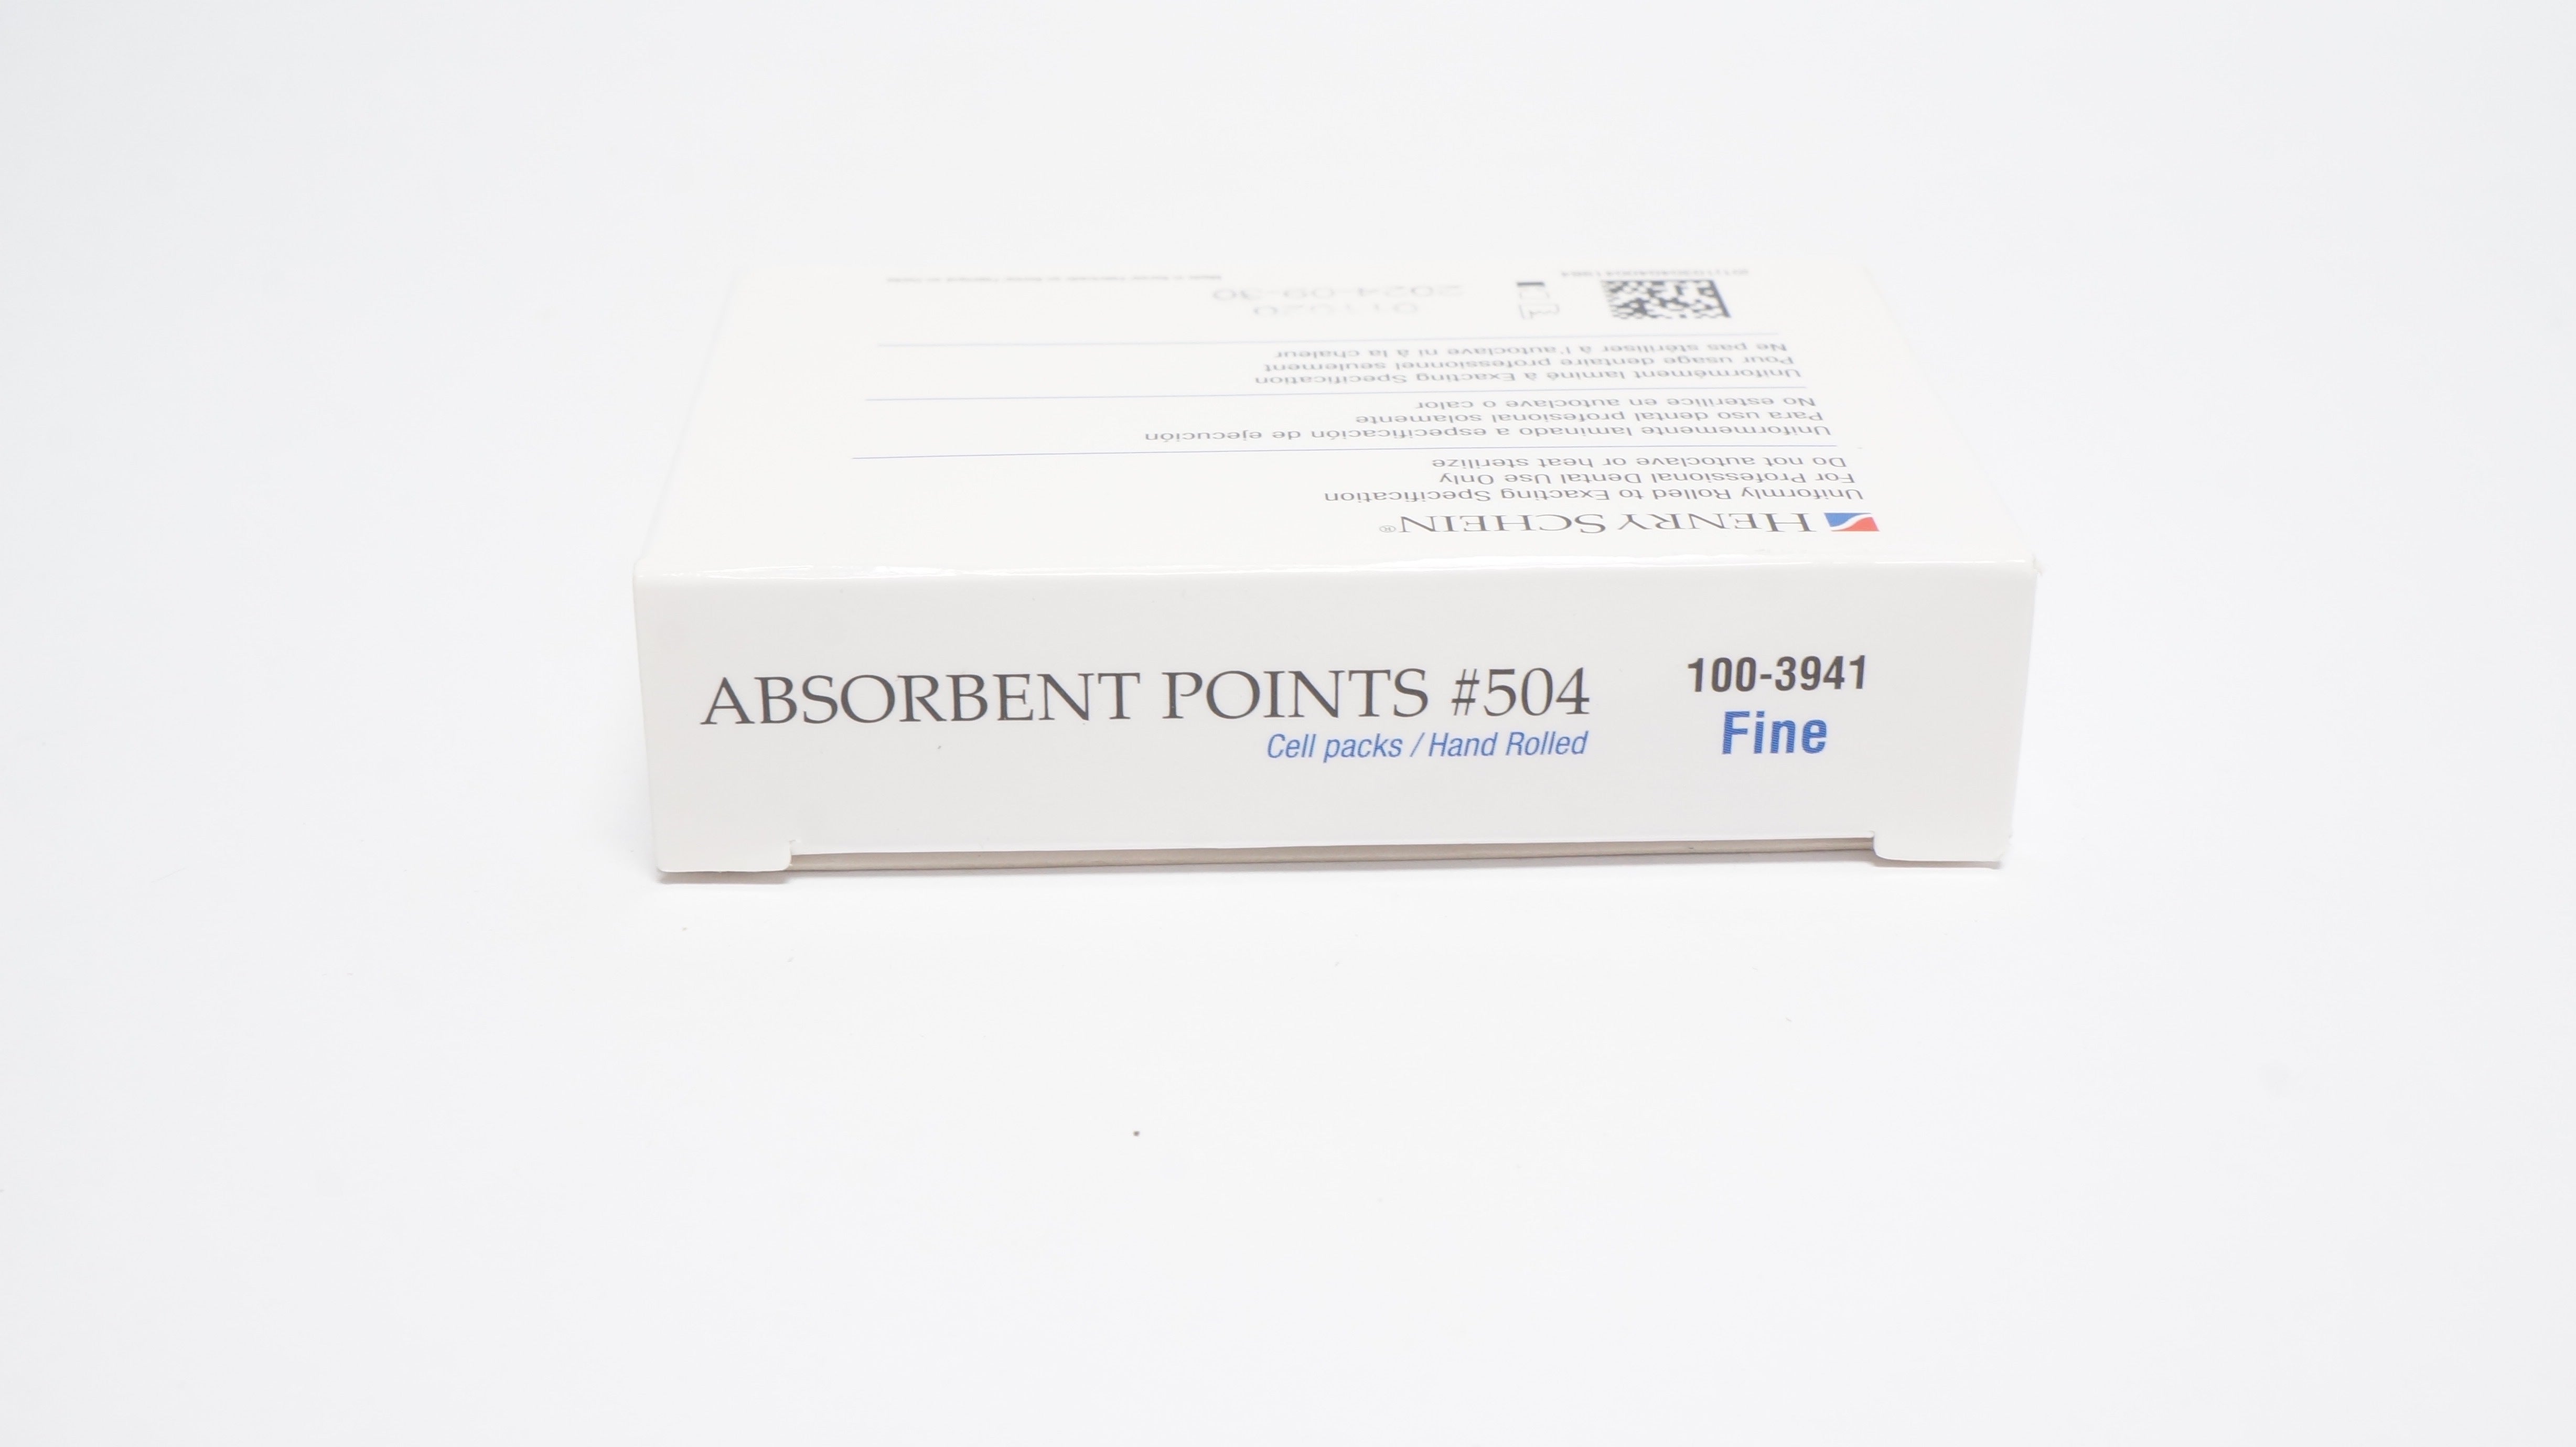 ABSORBENT POINTS #504
Cell packs / Hand Rolled
100-3941
Fine
HENRY SCHEIN®
Uniformly Rolled to Exacting Specification
For Professional Dental Use Only
Do not autoclave or heat sterilize
Uniformemente laminado a especificación de ejecución
Para uso dental profesional solamente
No esterilice en autoclave o calor
Uniformément laminé à Exacting Specification
Pour usage dentaire professionnel seulement
Ne pas stériliser à l'autoclave ni à la chaleur
2024-09-30